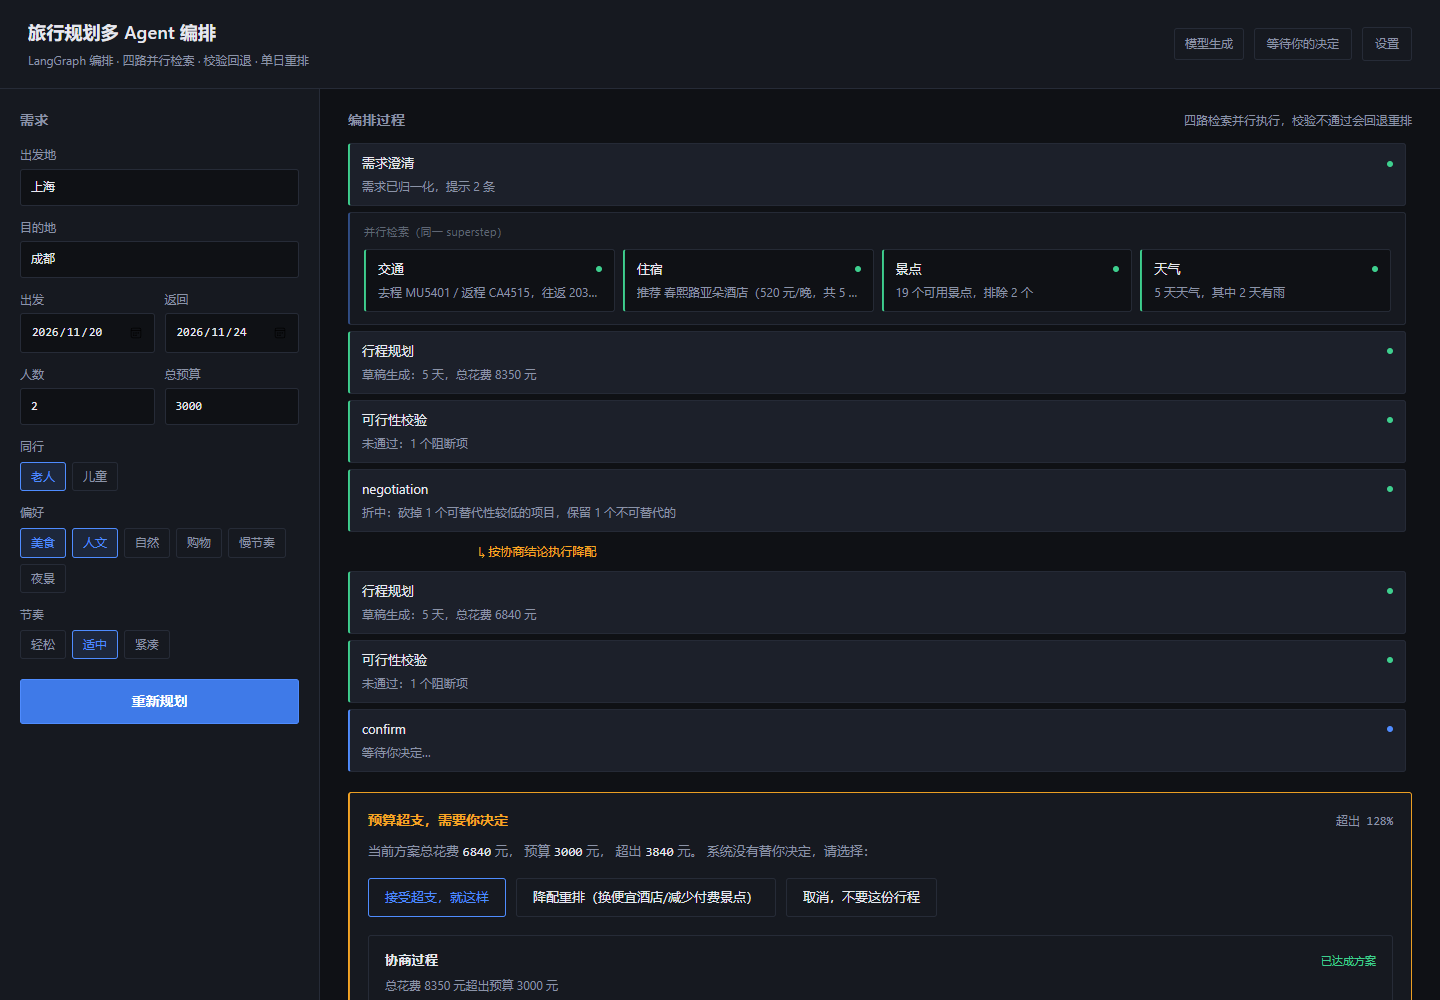 旅行规划多 Agent 编排
LangGraph 编排 · 四路并行检索 · 校验回退 · 单日重排
模型生成
等待你的决定
设置
需求
出发地
上海
目的地
成都
出发
返回
2026/11/20
2026/11/24
人数
总预算
2
3000
同行
老人
儿童
偏好
美食
人文
自然
购物
慢节奏
夜景
节奏
轻松
适中
紧凑
重新规划
编排过程
四路检索并行执行，校验不通过会回退重排
需求澄清
需求已归一化，提示 2 条
并行检索（同一 superstep）
交通
去程 MU5401 / 返程 CA4515，往返 203...
住宿
推荐 春熙路亚朵酒店（520 元/晚，共 5 ...
景点
19 个可用景点，排除 2 个
天气
5 天天气，其中 2 天有雨
行程规划
草稿生成：5 天，总花费 8350 元
可行性校验
未通过：1 个阻断项
negotiation
折中：砍掉 1 个可替代性较低的项目，保留 1 个不可替代的
↳ 按协商结论执行降配
行程规划
草稿生成：5 天，总花费 6840 元
可行性校验
未通过：1 个阻断项
confirm
等待你决定...
预算超支，需要你决定
超出 128%
当前方案总花费 6840 元， 预算 3000 元， 超出 3840 元。 系统没有替你决定，请选择：
接受超支，就这样
降配重排（换便宜酒店/减少付费景点）
取消，不要这份行程
协商过程
已达成方案
总花费 8350 元超出预算 3000 元